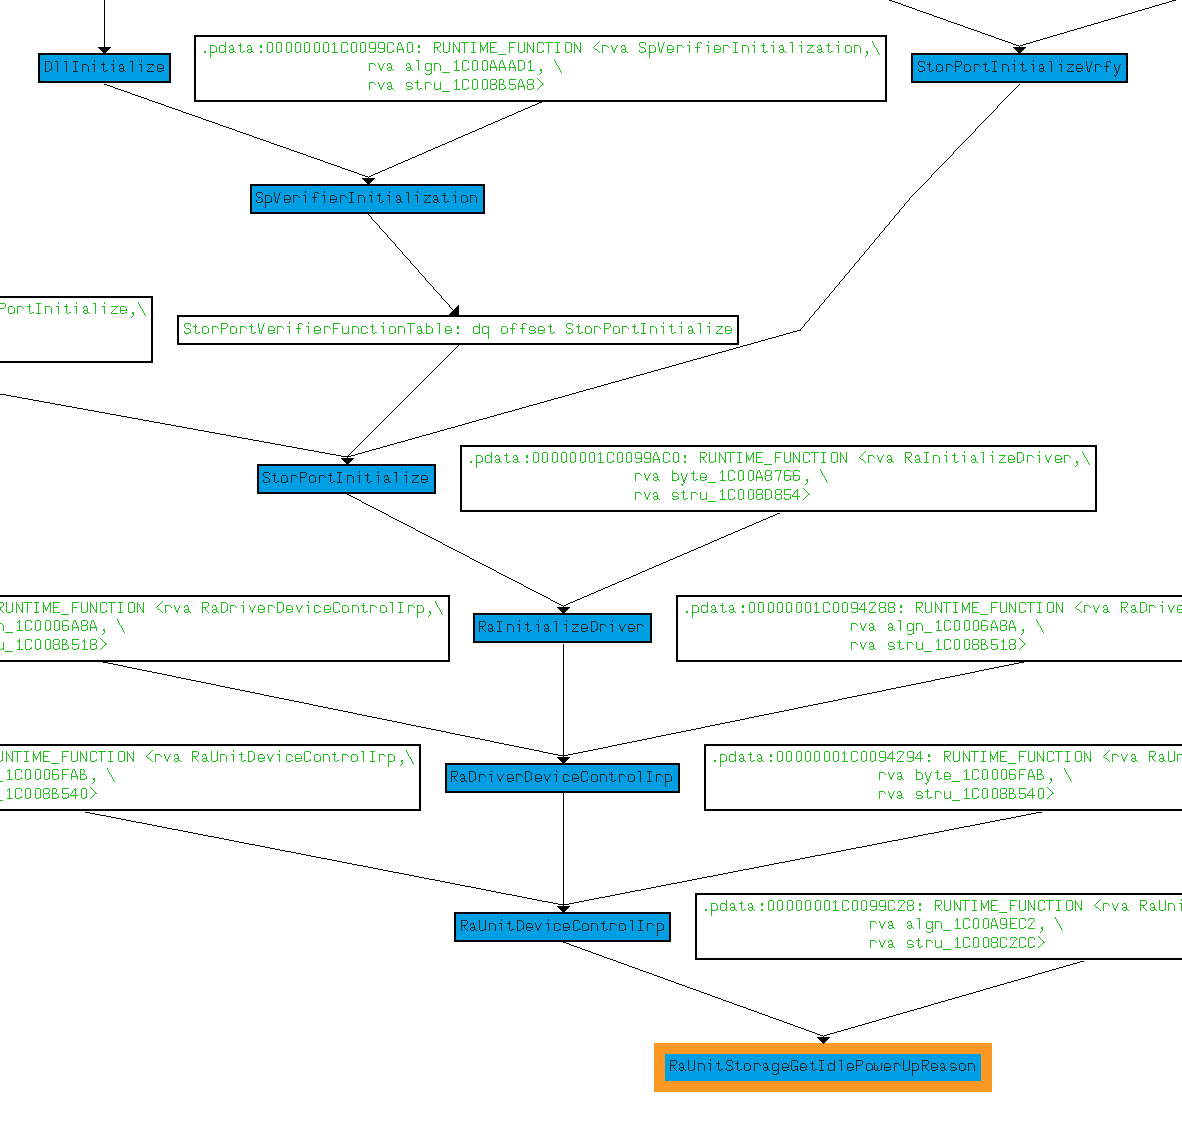 .pdata:00000001C0099CA0: RUNTIME_FUNCTION <rva SpVerifierInitialization,\
rva algn_1C00AAAD1, \
rva stru_1C008B5A8>
DllInitialize
StorPortInitializeVrfy
SpVerifierInitialization
PortInitialize,\
StorPortVerifierFunctionTable: dq offset StorPortInitialize
.pdata:00000001C0099AC0: RUNTIME_FUNCTION <rva RaInitializeDriver,\
rva byte_1C00A8766, \
rva stru_1C008D854>
StorPortInitialize
RUNTIME_FUNCTION <rva RaDriverDeviceControlIrp,\
n_1C0006A8A, \
u_1C008B518>
RaInitializeDriver
.pdata:00000001C0094288: RUNTIME_FUNCTION <rva RaDrive
rva algn_1C0006A8A, \
rva stru_1C008B518>
UNTIME_FUNCTION <rva RaUnitDeviceControlIrp,\
_1C0006FAB, \
_1C008B540>
RaDriverDeviceControlIrp
.pdata:00000001C0094294: RUNTIME_FUNCTION <rva RaUn
rva byte_1C0006FAB, \
rva stru_1C008B540>
RaUnitDeviceControlIrp
.pdata:00000001C0099C28: RUNTIME_FUNCTION <rva RaUni
rva algn_1C00A9EC2, \
rva stru_1C008C2CC>
RaUnitStorageGetIdlePowerUpReason